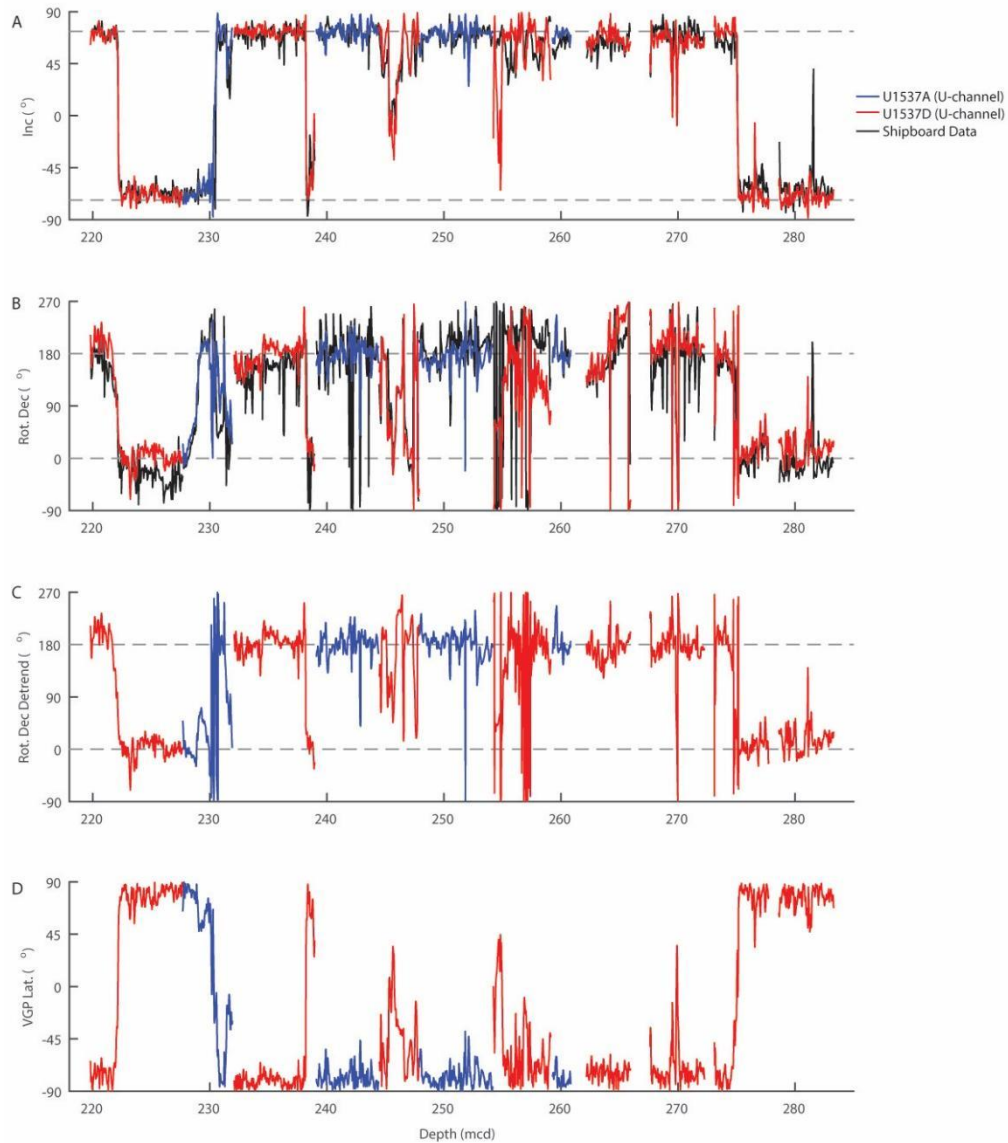 A
90
45
0
-45
-90
Inc (°)
220 230 240 250 260 270 280
U1537A (U-channel)
U1537D (U-channel)
Shipboard Data
B
270
180
90
0
-90
Rot. Dec (°)
220 230 240 250 260 270 280
C
270
180
90
0
-90
Rot. Dec Detrend (°)
220 230 240 250 260 270 280
D
90
45
0
-45
-90
VGP Lat. (°)
220 230 240 250 260 270 280
Depth (mcd)